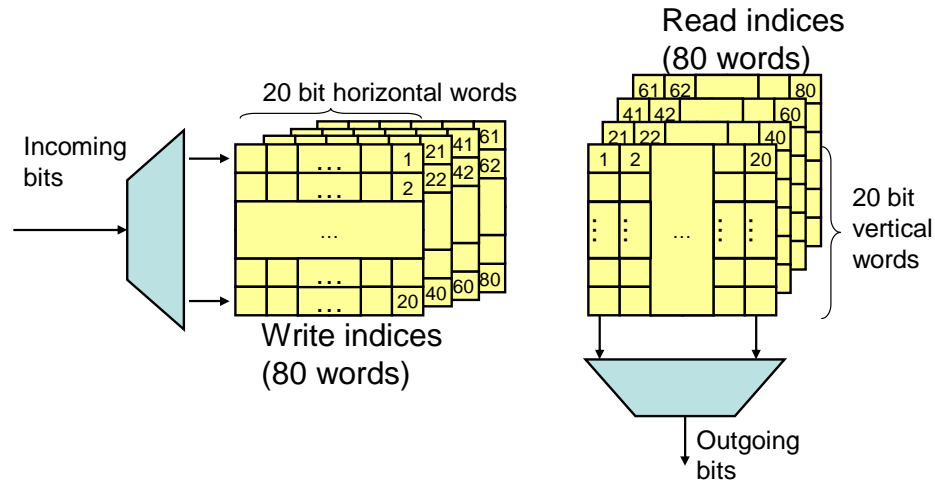 Read indices
(80 words)
20 bit horizontal words
Incoming
bits
61 62 80
41 42 60
21 22 40
1 2 20
... 1 21 41 61
... 2 22 42 62
...
...
... 20 40 60 80
⋮ ⋮ ... ⋮ ⋮
20 bit
vertical
words
Write indices
(80 words)
Outgoing
bits